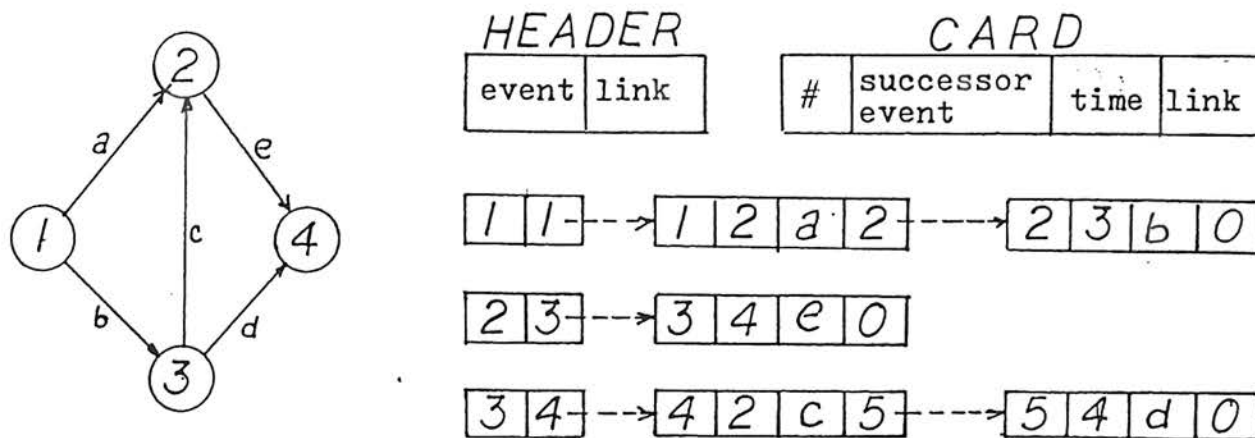 HEADER
event link
CARD
# successor event time link
2
a e
1 c 4
b d
3
1 1 1 2 a 2 2 3 b 0
2 3 3 4 e 0
3 4 4 2 c 5 5 4 d 0